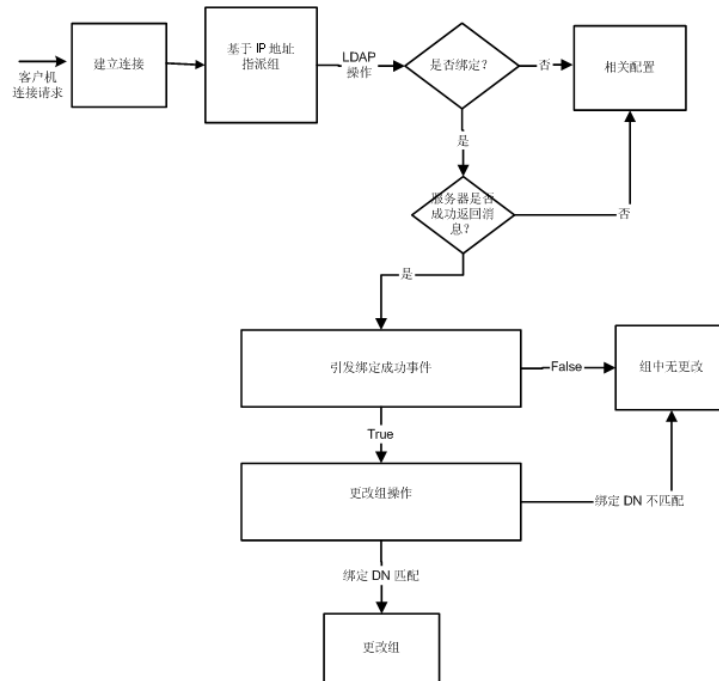 客户机
连接请求
建立连接
基于 IP 地址
指派组
LDAP
操作
是否绑定？
否
相关配置
是
服务器是否
成功返回消
息？
否
是
引发绑定成功事件
False
组中无更改
True
更改组操作
绑定 DN 不匹配
绑定 DN 匹配
更改组